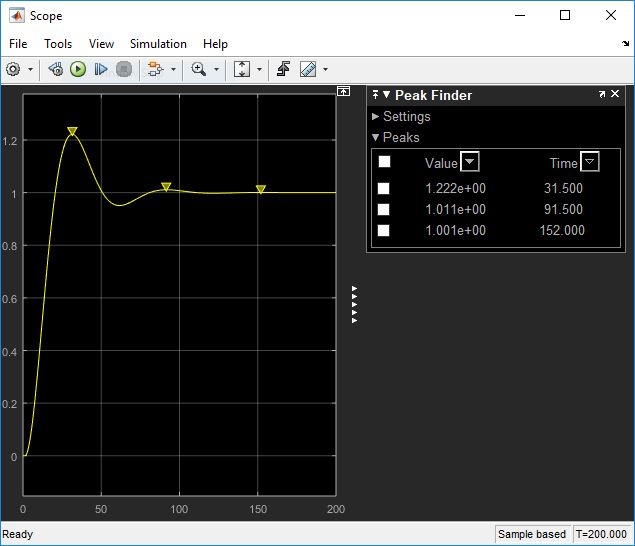 Scope
File Tools View Simulation Help
Peak Finder
Settings
Peaks
Value Time
1.222e+00 31.500
1.011e+00 91.500
1.001e+00 152.000
1.2
1
0.8
0.6
0.4
0.2
0
0 50 100 150 200
Ready Sample based T=200.000